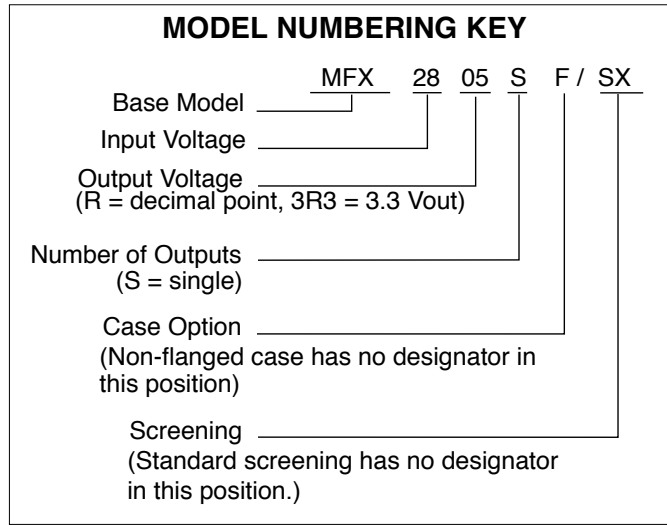 MODEL NUMBERING KEY
MFX 28 05 S F / SX
Base Model
Input Voltage
Output Voltage
(R = decimal point, 3R3 = 3.3 Vout)
Number of Outputs
(S = single)
Case Option
(Non-flanged case has no designator in
this position)
Screening
(Standard screening has no designator
in this position.)